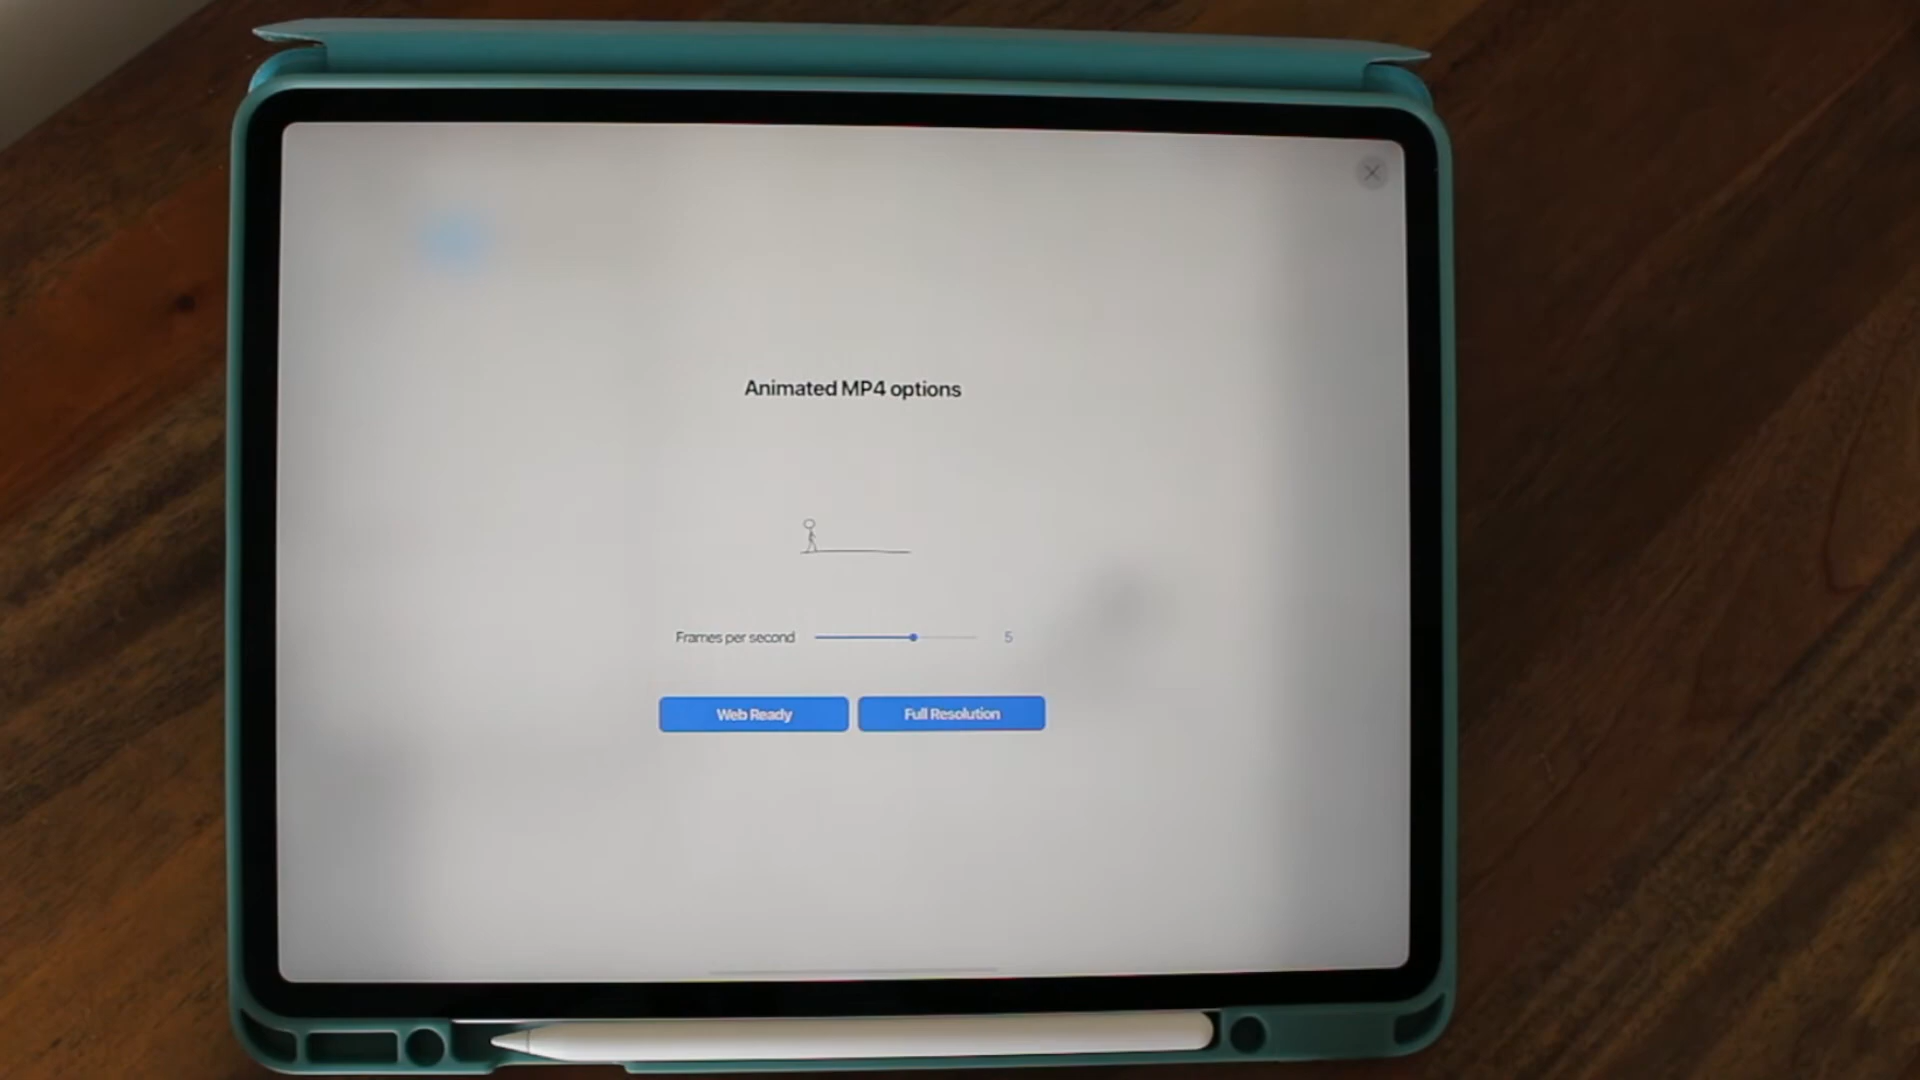 Animated MP4 options
Frames per second 5
Web Ready Full Resolution